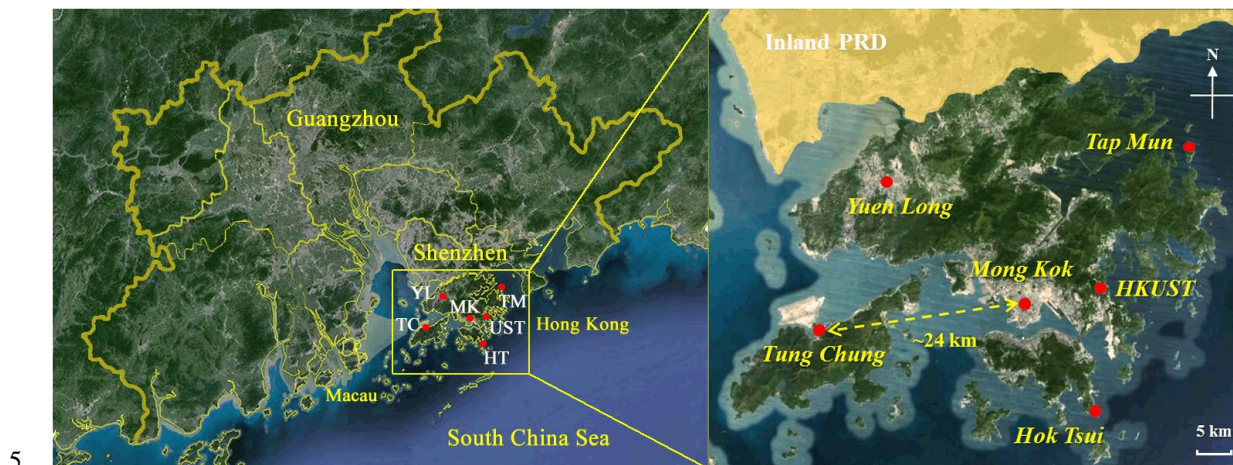 Guangzhou
Shenzhen
YL
TM
MK
TC
UST
Hong Kong
HT
Macau
South China Sea
Inland PRD
N
Tap Mun
Yuen Long
Mong Kok
HKUST
~24 km
Tung Chung
Hok Tsui
5 km
5